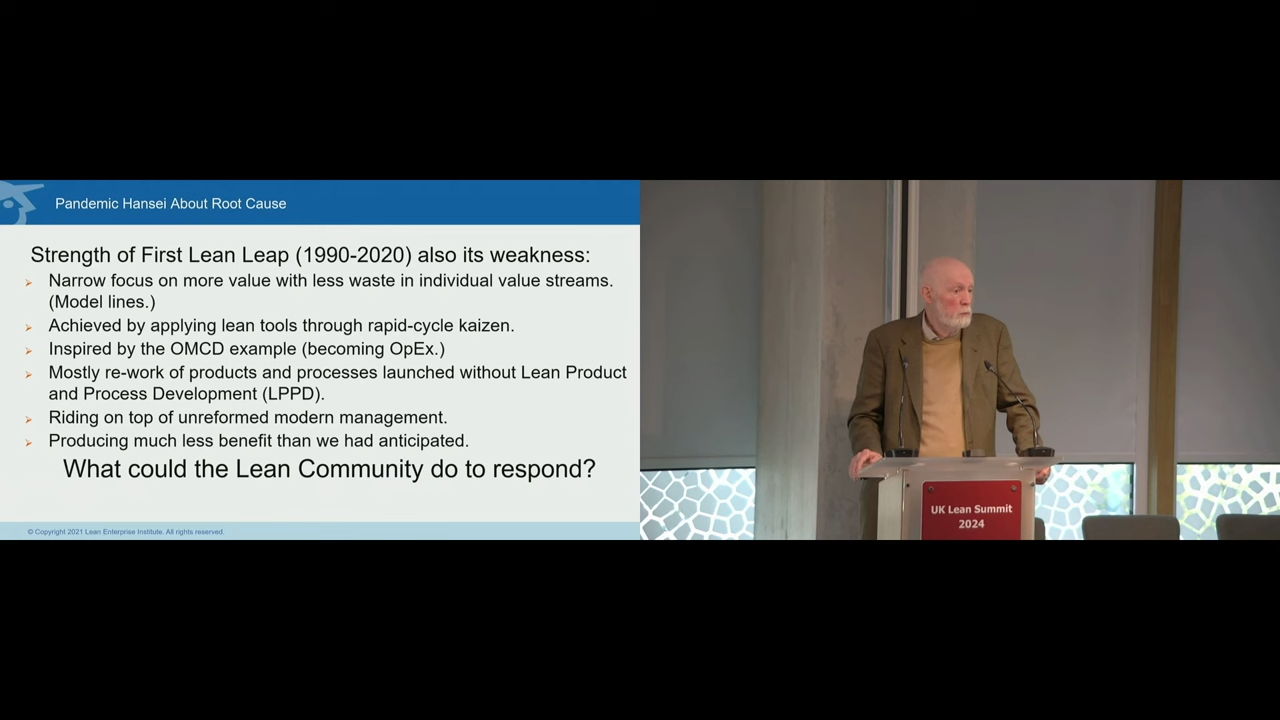 Pandemic Hansei About Root Cause
Strength of First Lean Leap (1990-2020) also its weakness:
Narrow focus on more value with less waste in individual value streams.
(Model lines.)
Achieved by applying lean tools through rapid-cycle kaizen.
Inspired by the OMCD example (becoming OpEx.)
Mostly re-work of products and processes launched without Lean Product
and Process Development (LPPD).
Riding on top of unreformed modern management.
Producing much less benefit than we had anticipated.
What could the Lean Community do to respond?
© Copyright 2021 Lean Enterprise Institute. All rights reserved
UK Lean Summit
2024